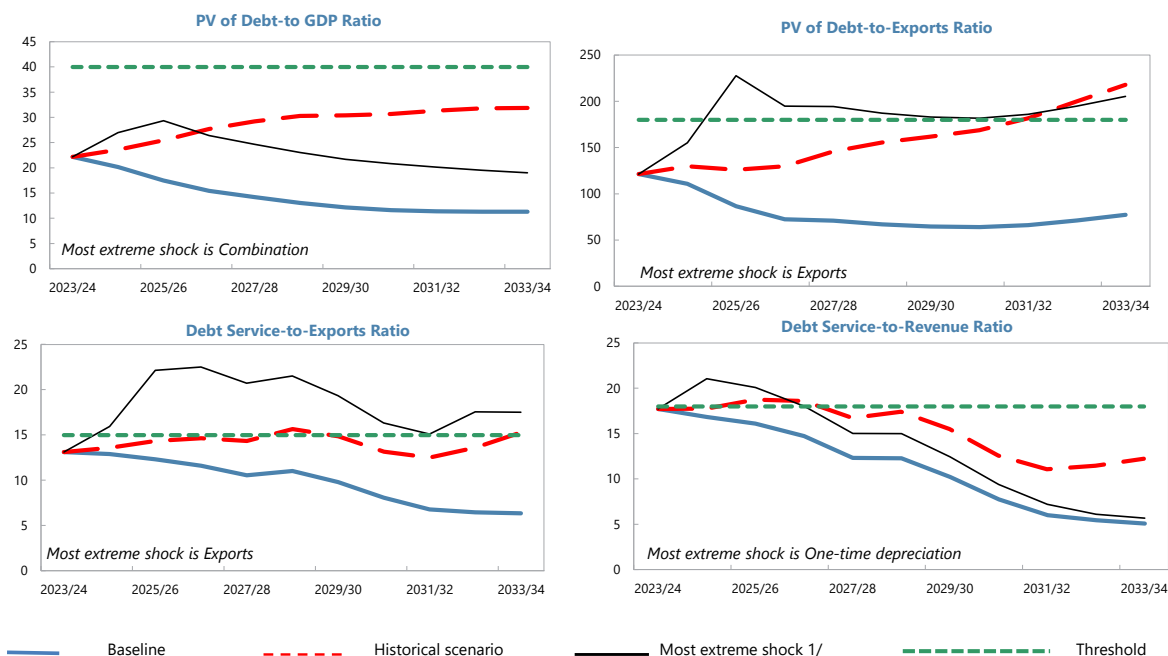 PV of Debt-to GDP Ratio
45
40
35
30
25
20
15
10
5
0
Most extreme shock is Combination
2023/24 2025/26 2027/28 2029/30 2031/32 2033/34
PV of Debt-to-Exports Ratio
250
200
150
100
50
0
Most extreme shock is Exports
2023/24 2025/26 2027/28 2029/30 2031/32 2033/34
Debt Service-to-Exports Ratio
25
20
15
10
5
0
Most extreme shock is Exports
2023/24 2025/26 2027/28 2029/30 2031/32 2033/34
Debt Service-to-Revenue Ratio
25
20
15
10
5
0
Most extreme shock is One-time depreciation
2023/24 2025/26 2027/28 2029/30 2031/32 2033/34
Baseline Historical scenario Most extreme shock 1/ Threshold